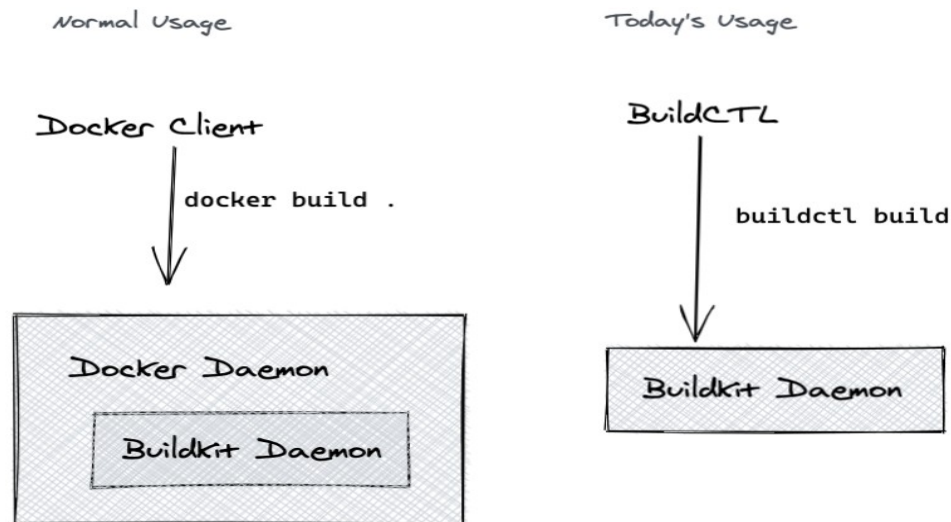 Normal Usage
Docker Client
docker build .
Docker Daemon
Buildkit Daemon
Today's Usage
BuildCTL
buildctl build
Buildkit Daemon